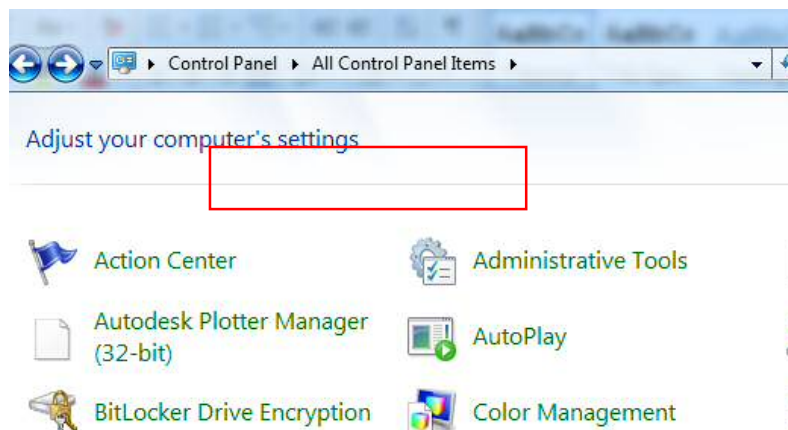 Control Panel All Control Panel Items
Adjust your computer's settings
Action Center
Administrative Tools
Autodesk Plotter Manager
(32-bit)
AutoPlay
BitLocker Drive Encryption
Color Management